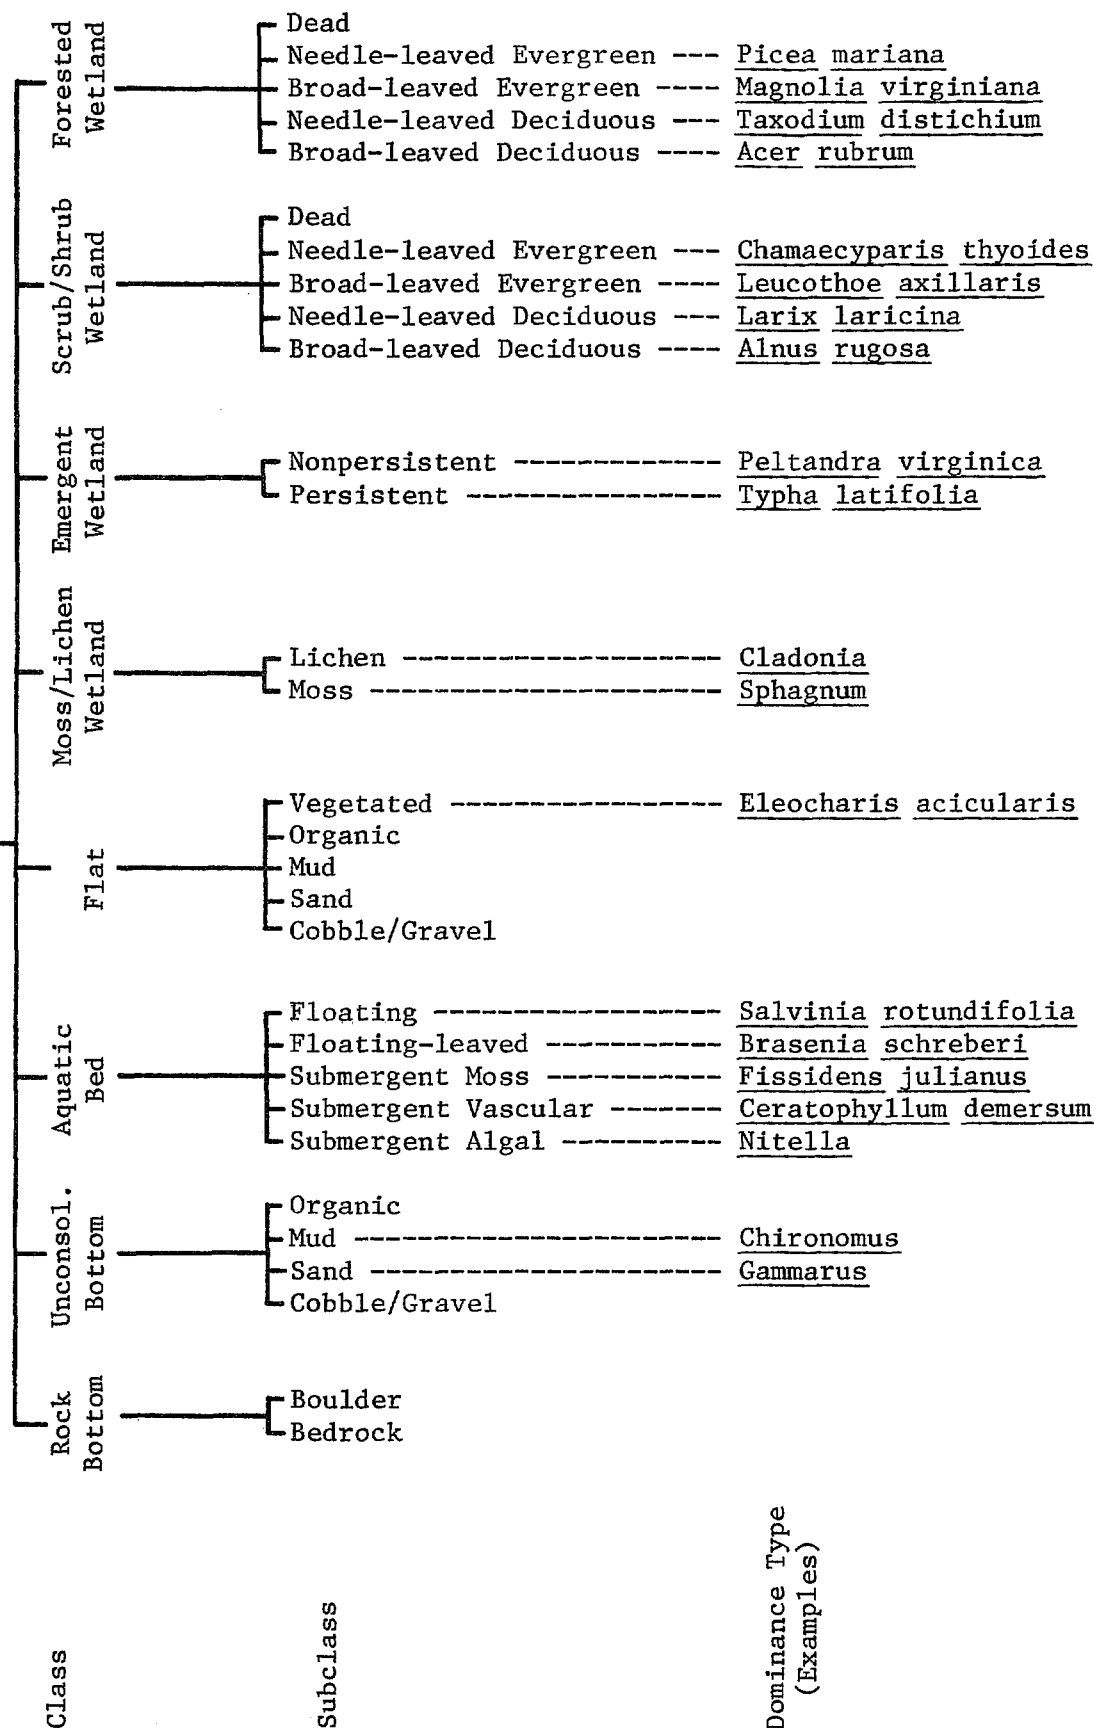 Forested
Wetland
Dead
Needle-leaved Evergreen --- Picea mariana
Broad-leaved Evergreen ---- Magnolia virginiana
Needle-leaved Deciduous --- Taxodium distichium
Broad-leaved Deciduous ---- Acer rubrum
Scrub/Shrub
Wetland
Dead
Needle-leaved Evergreen --- Chamaecyparis thyoides
Broad-leaved Evergreen ---- Leucothoe axillaris
Needle-leaved Deciduous --- Larix laricina
Broad-leaved Deciduous ---- Alnus rugosa
Emergent
Wetland
Nonpersistent ------------- Peltandra virginica
Persistent ---------------- Typha latifolia
Moss/Lichen
Wetland
Lichen -------------------- Cladonia
Moss ---------------------- Sphagnum
Flat
Vegetated ----------------- Eleocharis acicularis
Organic
Mud
Sand
Cobble/Gravel
Aquatic
Bed
Floating ------------------ Salvinia rotundifolia
Floating-leaved ----------- Brasenia schreberi
Submergent Moss ----------- Fissidens julianus
Submergent Vascular ------- Ceratophyllum demersum
Submergent Algal ---------- Nitella
Unconsol.
Bottom
Organic
Mud ----------------------- Chironomus
Sand ---------------------- Gammarus
Cobble/Gravel
Rock
Bottom
Boulder
Bedrock
Class
Subclass
Dominance Type
(Examples)